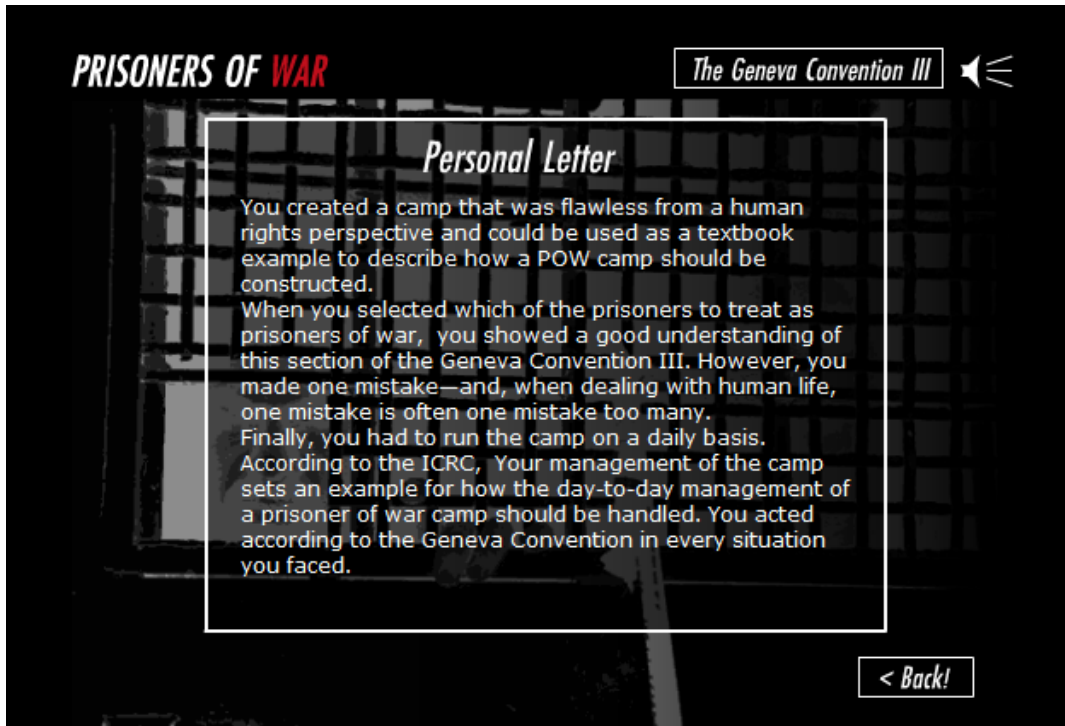 PRISONERS OF WAR
The Geneva Convention III
Personal Letter
You created a camp that was flawless from a human
rights perspective and could be used as a textbook
example to describe how a POW camp should be
constructed.
When you selected which of the prisoners to treat as
prisoners of war,  you showed a good understanding of
this section of the Geneva Convention III. However, you
made one mistake—and, when dealing with human life,
one mistake is often one mistake too many.
Finally, you had to run the camp on a daily basis.
According to the ICRC,  Your management of the camp
sets an example for how the day-to-day management of
a prisoner of war camp should be handled. You acted
according to the Geneva Convention in every situation
you faced.
< Back!